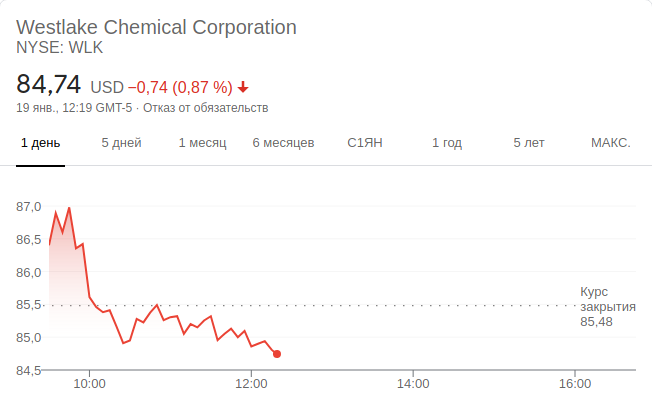 Westlake Chemical Corporation
NYSE: WLK
84,74 USD −0,74 (0,87 %)
19 янв., 12:19 GMT-5 · Отказ от обязательств
1 день 5 дней 1 месяц 6 месяцев С1ЯН 1 год 5 лет МАКС.
87,0
86,5
86,0
85,5
85,0
84,5
Курс
закрытия
85,48
10:00 12:00 14:00 16:00